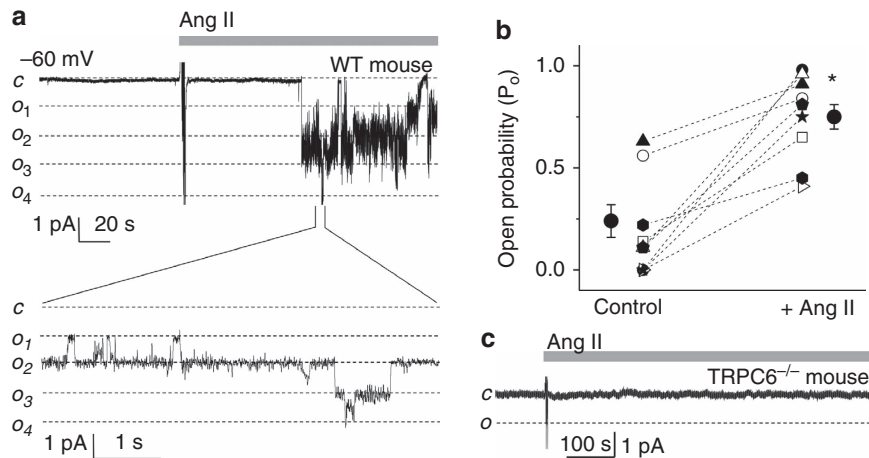 a
Ang II
–60 mV
WT mouse
c
o1
o2
o3
o4
1 pA 20 s
c
o1
o2
o3
o4
1 pA 1 s
b
Open probability (Po)
1.0
0.5
0.0
*
Control + Ang II
c
Ang II
TRPC6–/– mouse
c
o
100 s 1 pA